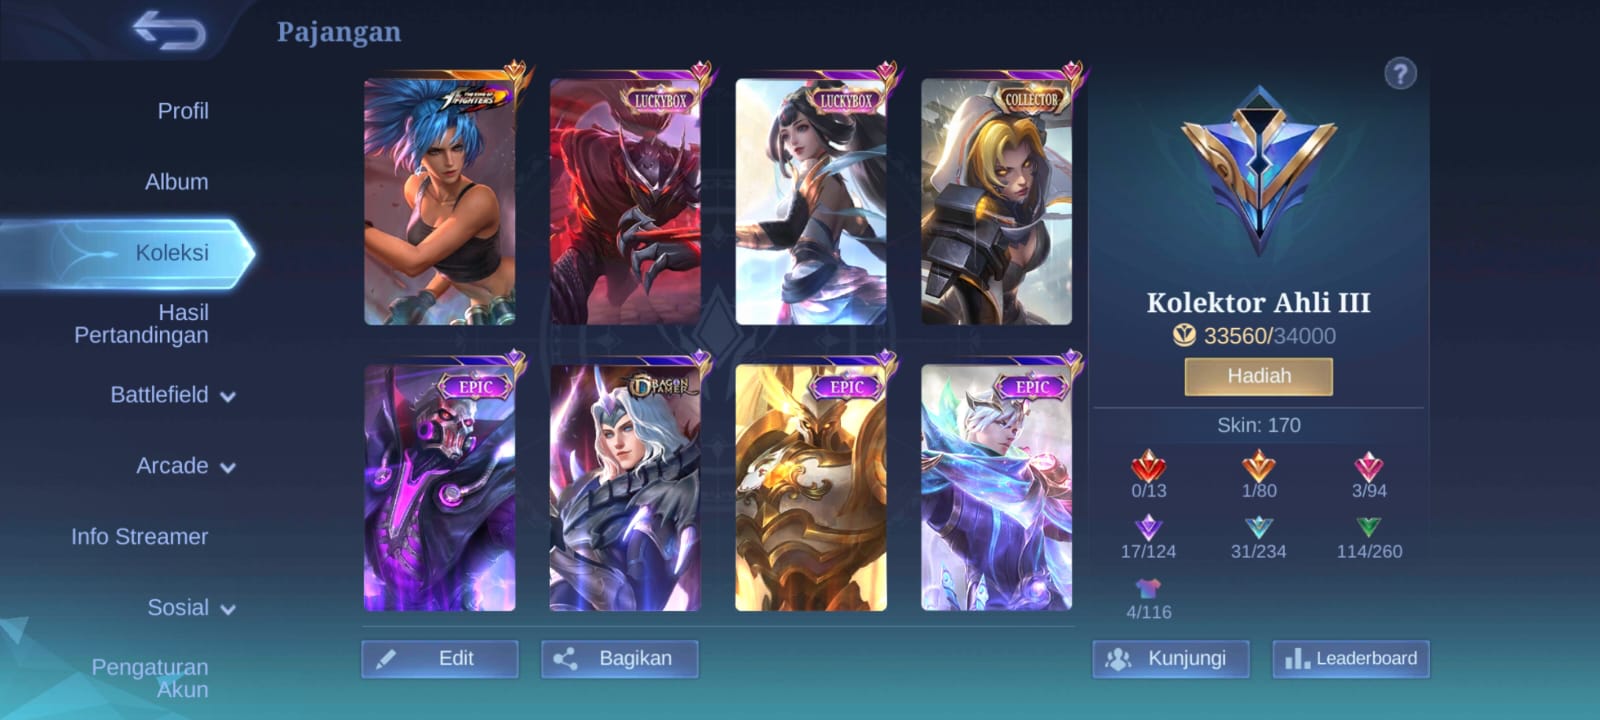 Pajangan
?
Profil
Album
Koleksi
Hasil
Pertandingan
Battlefield
Arcade
Info Streamer
Sosial
Pengaturan
Akun
THE KING OF
FIGHTERS
LUCKYBOX
LUCKYBOX
COLLECTOR
EPIC
DRAGON
TAMER
EPIC
EPIC
Edit
Bagikan
Kolektor Ahli III
33560/34000
Hadiah
Skin: 170
0/13
1/80
3/94
17/124
31/234
114/260
4/116
Kunjungi
Leaderboard